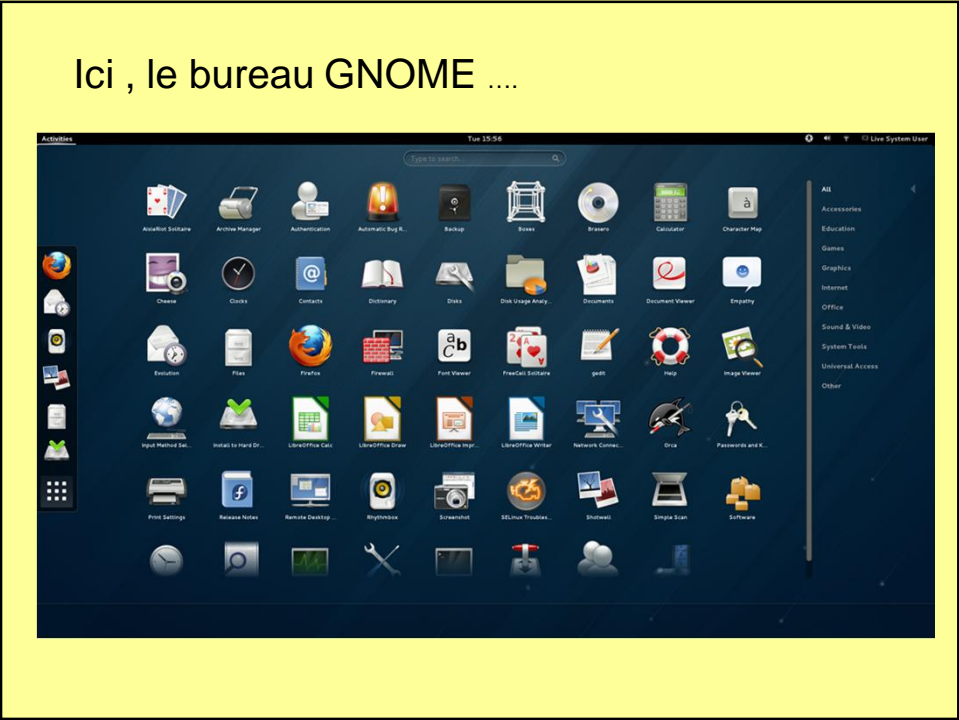 Ici , le bureau GNOME ....
Activities
Tue 15:56
Live System User
Type to search...
AisleRiot Solitaire Archive Manager Authentication Automatic Bug R... Backup Boxes Brasero Calculator Character Map
Cheese Clocks Contacts Dictionary Disks Disk Usage Analy... Documents Document Viewer Empathy
Evolution Files Firefox Firewall Font Viewer FreeCell Solitaire gedit Help Image Viewer
Input Method Sel... Install to Hard Dr... LibreOffice Calc LibreOffice Draw LibreOffice Impr... LibreOffice Writer Network Connec... Orca Passwords and K...
Print Settings Release Notes Remote Desktop ... Rhythmbox Screenshot SELinux Troubles... Shotwell Simple Scan Software
All
Accessories
Education
Games
Graphics
Internet
Office
Sound & Video
System Tools
Universal Access
Other